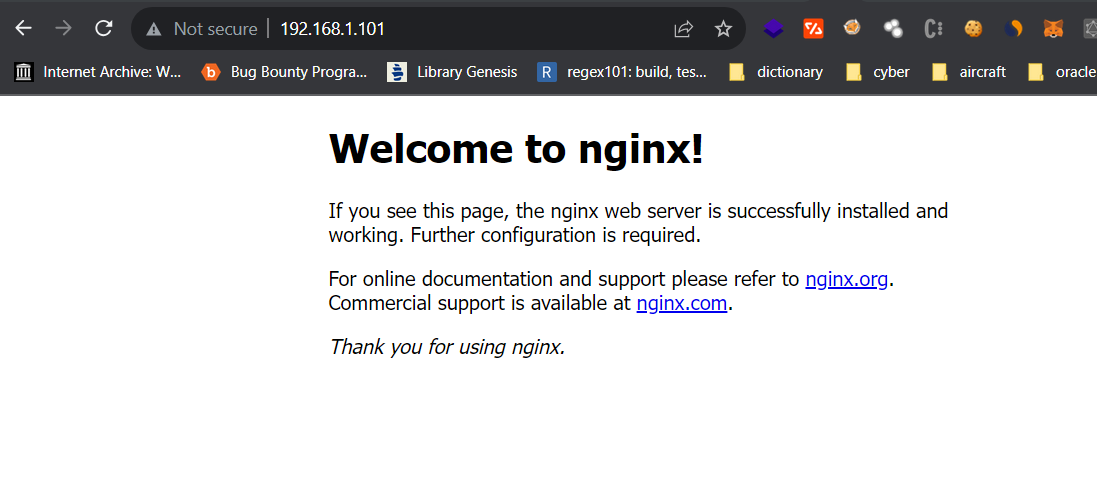 Not secure 192.168.1.101
Internet Archive: W... Bug Bounty Progra... Library Genesis R regex101: build, tes... dictionary cyber aircraft oracle
Welcome to nginx!
If you see this page, the nginx web server is successfully installed and
working. Further configuration is required.
For online documentation and support please refer to nginx.org.
Commercial support is available at nginx.com.
Thank you for using nginx.